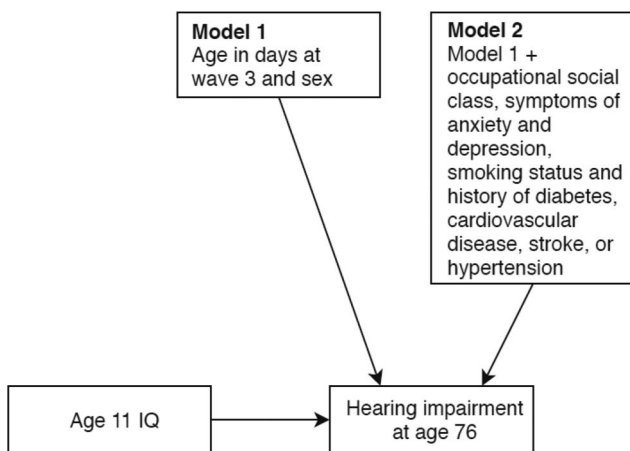 Model 1
Age in days at
wave 3 and sex
Model 2
Model 1 +
occupational social
class, symptoms of
anxiety and
depression,
smoking status and
history of diabetes,
cardiovascular
disease, stroke, or
hypertension
Age 11 IQ
Hearing impairment
at age 76